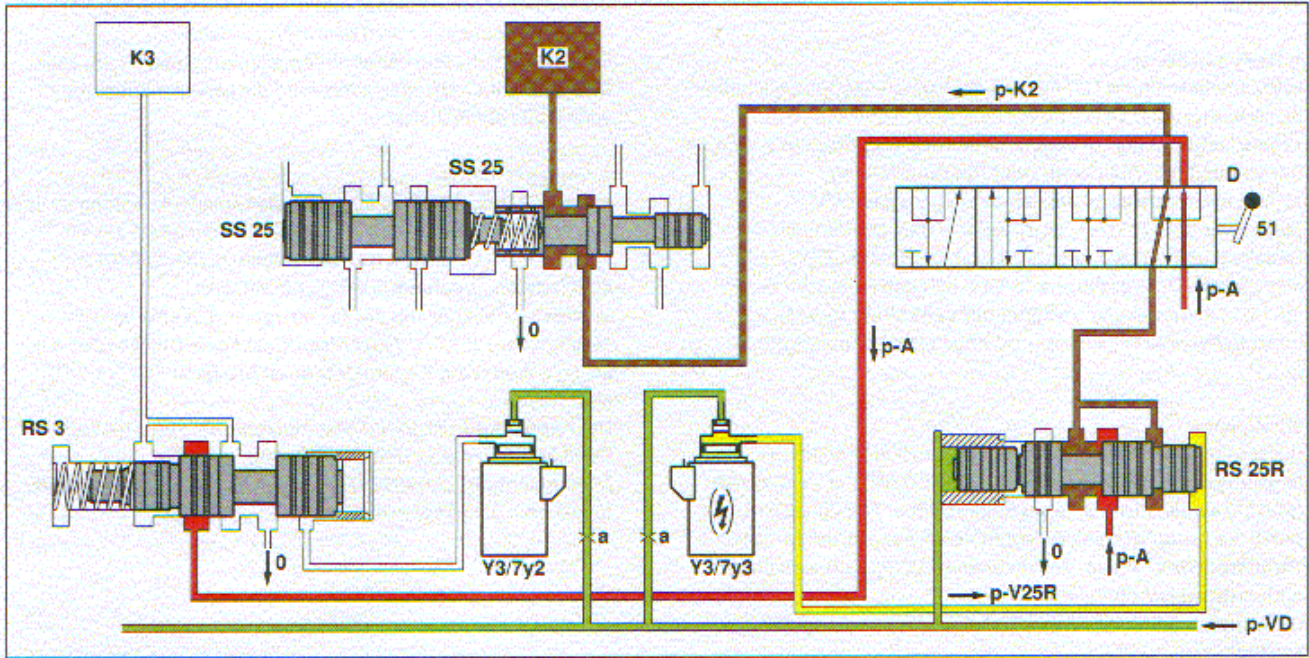 K3
K2
p-K2
SS 25
D
SS 25
51
p-A
0
p-A
RS 3
RS 25R
a
a
0
Y3/7y2
Y3/7y3
0
p-A
p-V25R
p-VD